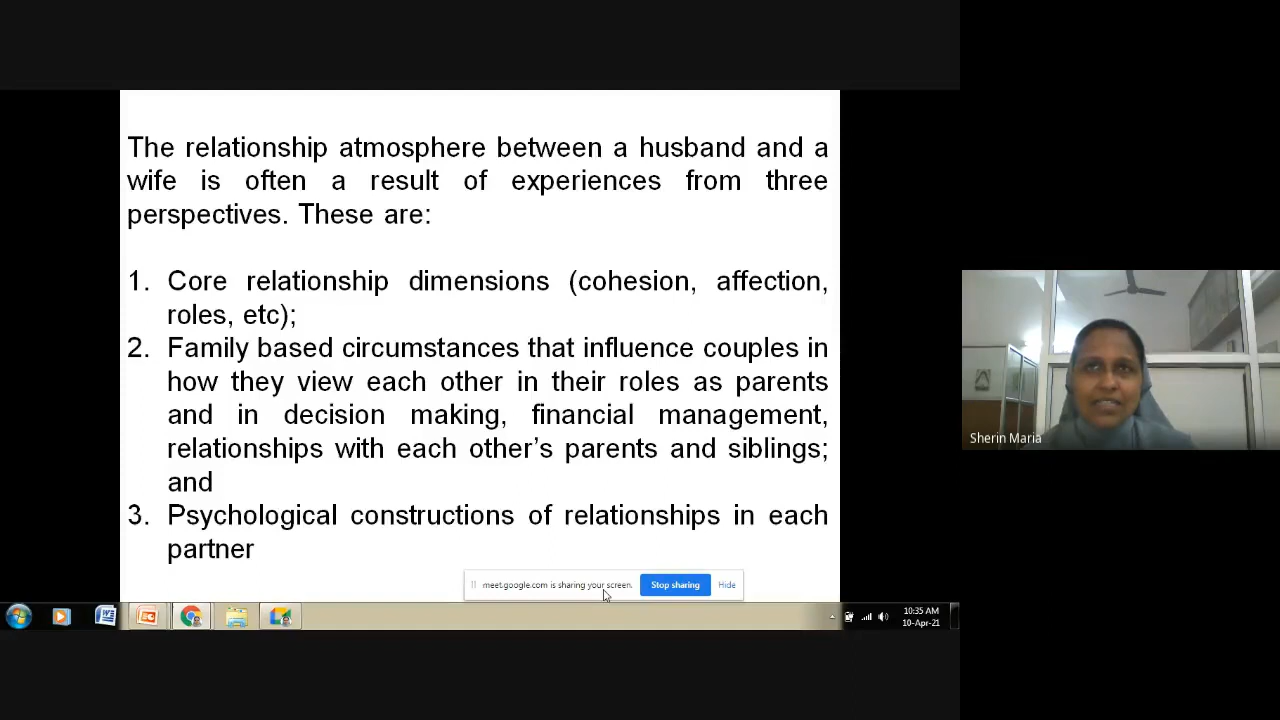 The relationship atmosphere between a husband and a
wife is often a result of experiences from three
perspectives. These are:
1. Core relationship dimensions (cohesion, affection,
roles, etc);
2. Family based circumstances that influence couples in
how they view each other in their roles as parents
and in decision making, financial management,
relationships with each other’s parents and siblings;
and
3. Psychological constructions of relationships in each
partner
Sherin Maria
meet.google.com is sharing your screen.
Stop sharing
Hide
10:35 AM
10-Apr-21